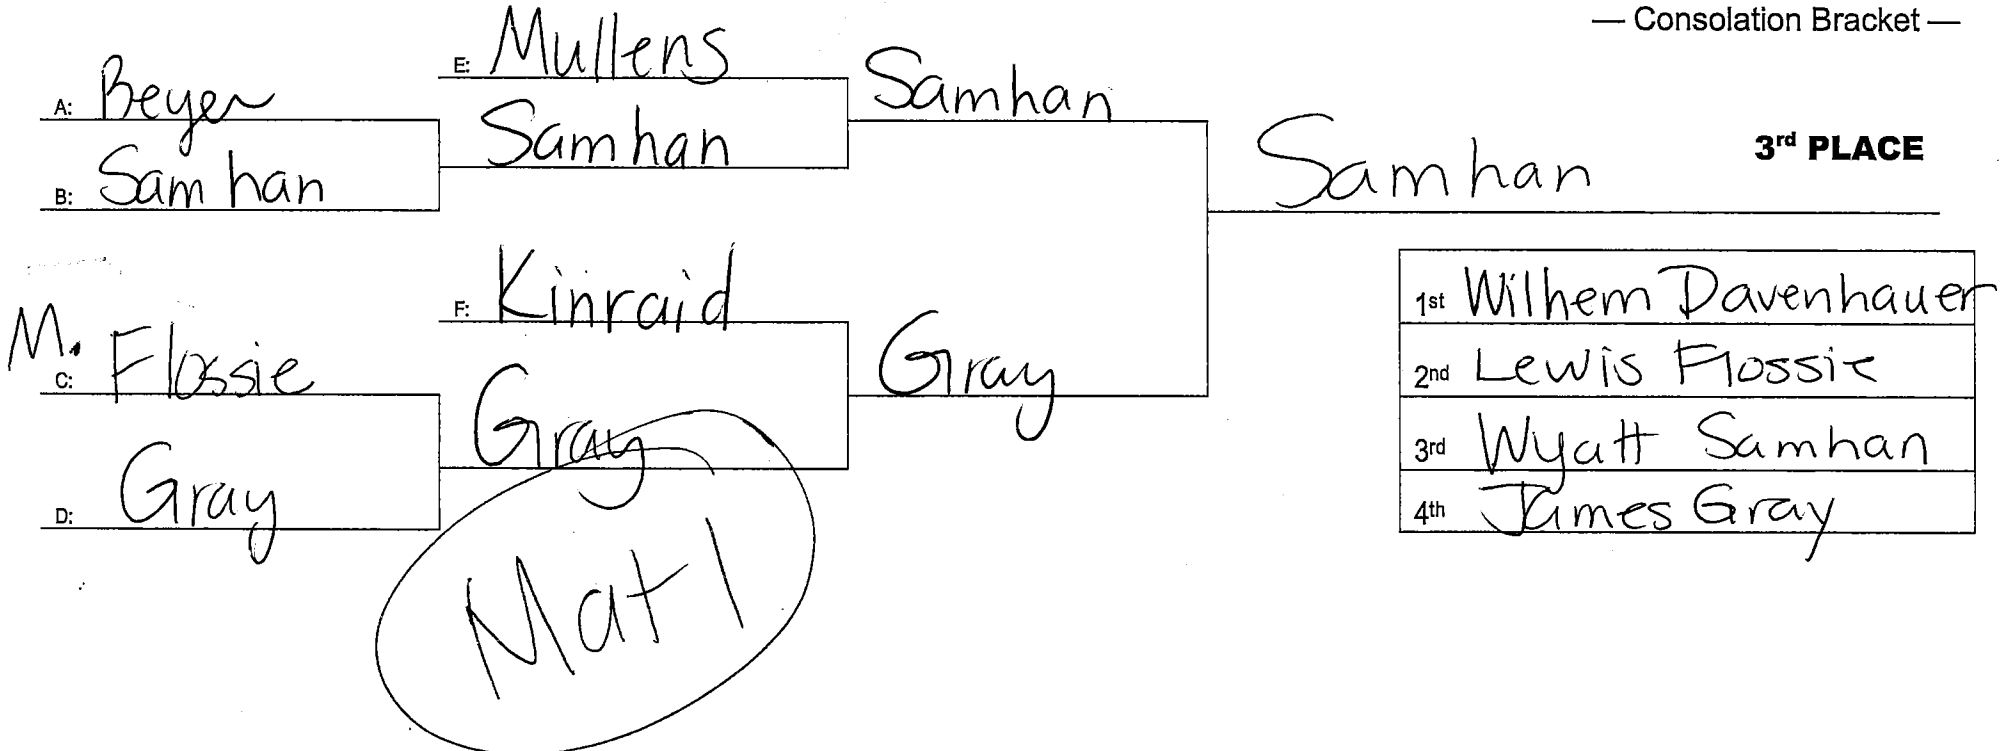 — Consolation Bracket —
A: Beyer
B: Samhan
M. C: Flossie
D: Gray
E: Mullens
Samhan
F: Kinraid
Gray
Samhan
Gray
Samhan
3rd PLACE
1st Wilhem Davenhauer
2nd Lewis Flossie
3rd Wyatt Samhan
4th James Gray
Mat 1